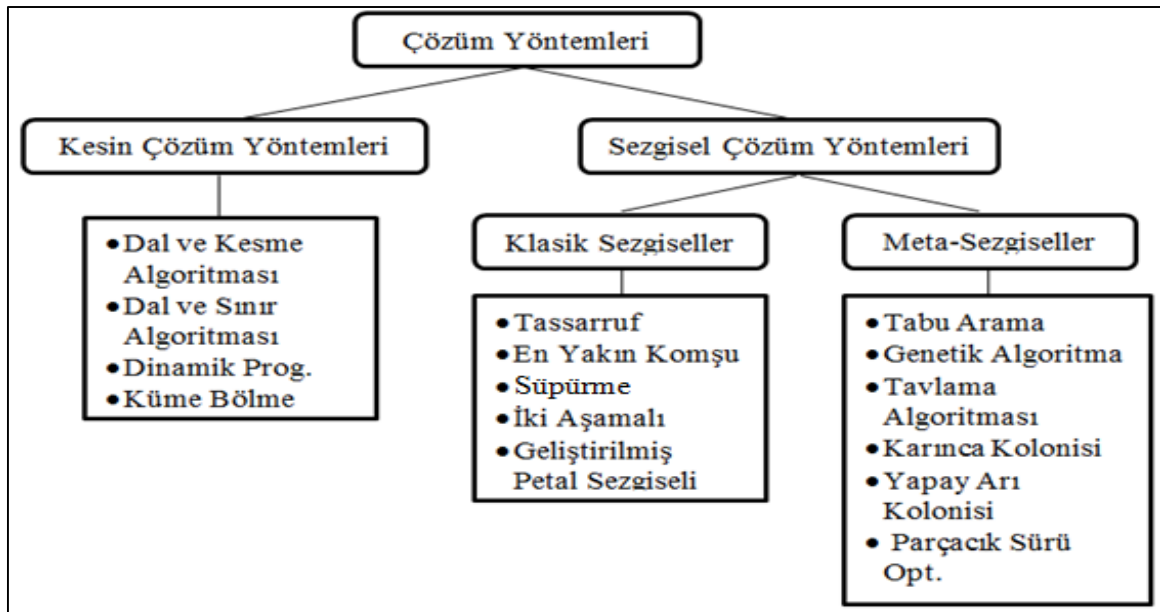 Çözüm Yöntemleri
Kesin Çözüm Yöntemleri
Sezgisel Çözüm Yöntemleri
•Dal ve Kesme
Algoritması
•Dal ve Sınır
Algoritması
•Dinamik Prog.
•Küme Bölme
Klasik Sezgiseller
•Tassarruf
•En Yakın Komşu
•Süpürme
•İki Aşamalı
•Geliştirilmiş
Petal Sezgiseli
Meta-Sezgiseller
•Tabu Arama
•Genetik Algoritma
•Tavlama
Algoritması
•Karınca Kolonisi
•Yapay Arı
Kolonisi
• Parçacık Sürü
Opt.